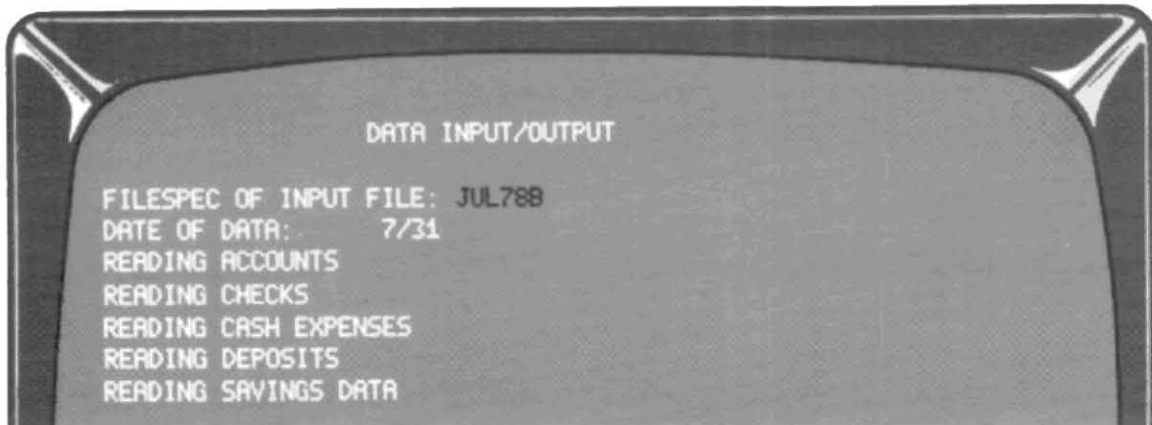 DATA INPUT/OUTPUT
FILESPEC OF INPUT FILE: JUL78B
DATE OF DATA: 7/31
READING ACCOUNTS
READING CHECKS
READING CASH EXPENSES
READING DEPOSITS
READING SAVINGS DATA